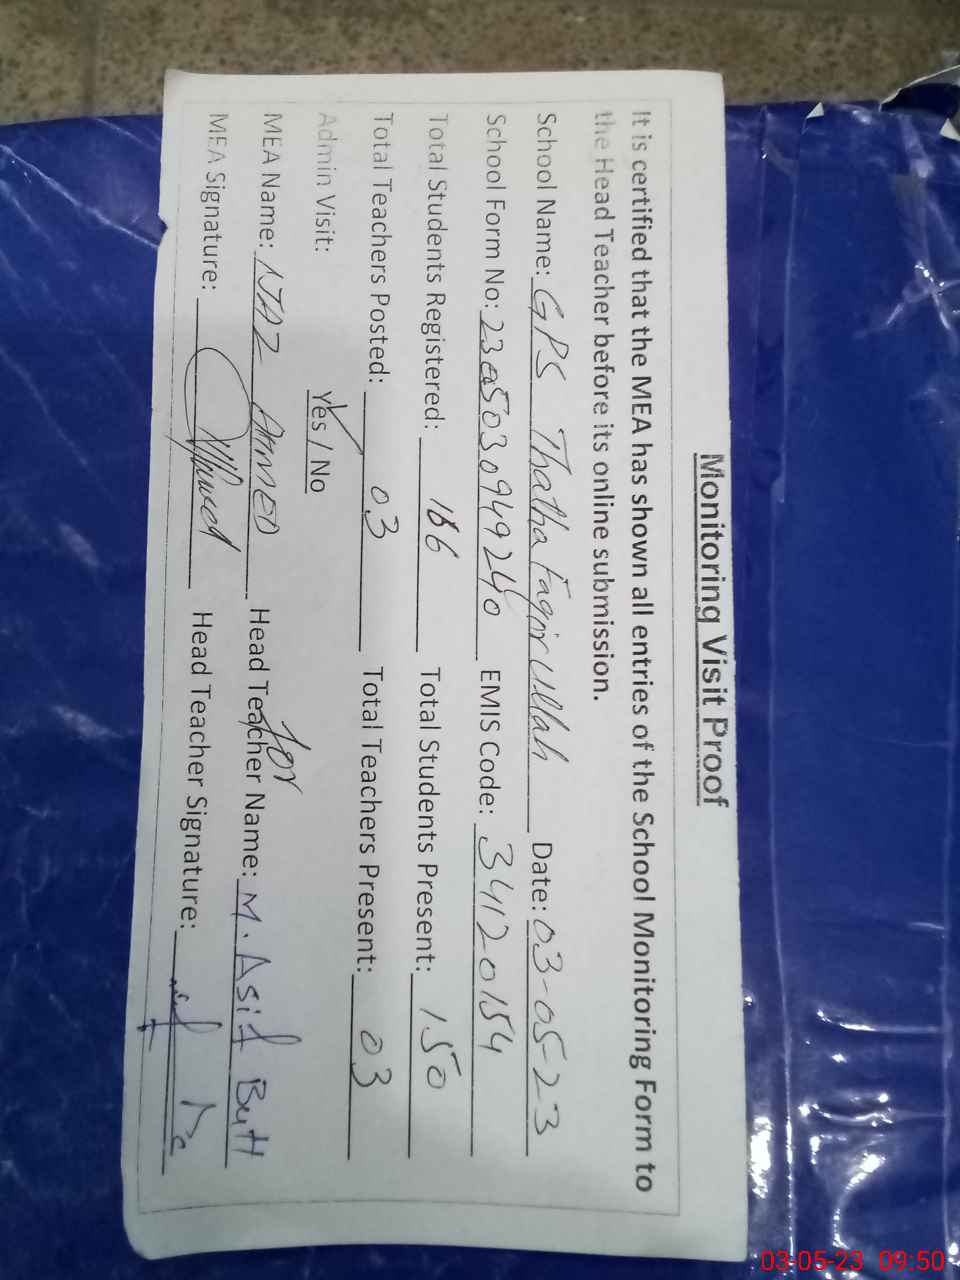 Monitoring Visit Proof
It is certified that the MEA has shown all entries of the School Monitoring Form to
the Head Teacher before its online submission.
School Name: GPS Thatha Faqir Ullah Date: 03-05-23
School Form No: 230503094924 EMIS Code: 34120154
Total Students Registered: 166 Total Students Present: 150
Total Teachers Posted: 03 Total Teachers Present: 03
Admin Visit: Yes / No
for
MEA Name: Ahmed Head Teacher Name: M. Asif Butt
MEA Signature: Head Teacher Signature:
03-05-23 09:50